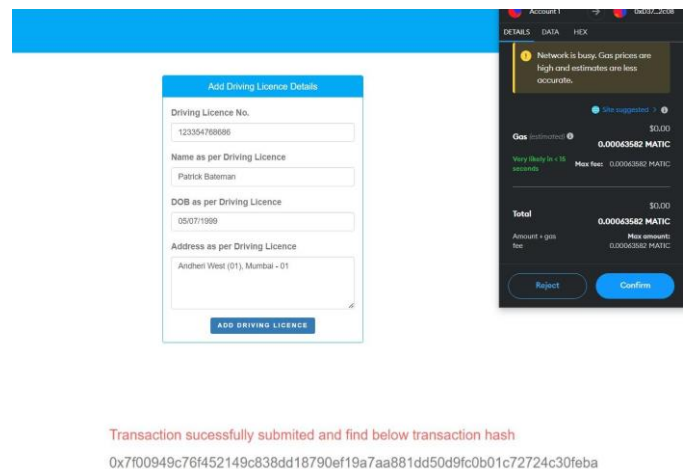 Account 1
0xD37...2c08
DETAILS DATA HEX
Network is busy. Gas prices are
high and estimates are less
accurate.
Site suggested >
Gas (estimated) $0.00
0.00063582 MATIC
Very likely in < 15
seconds
Max fee: 0.00063582 MATIC
Total $0.00
0.00063582 MATIC
Amount + gas
fee
Max amount:
0.00063582 MATIC
Reject Confirm
Add Driving Licence Details
Driving Licence No.
123354768686
Name as per Driving Licence
Patrick Bateman
DOB as per Driving Licence
05/07/1999
Address as per Driving Licence
Andheri West (01), Mumbai - 01
ADD DRIVING LICENCE
Transaction sucessfully submited and find below transaction hash
0x7f00949c76f452149c838dd18790ef19a7aa881dd50d9fc0b01c72724c30feba